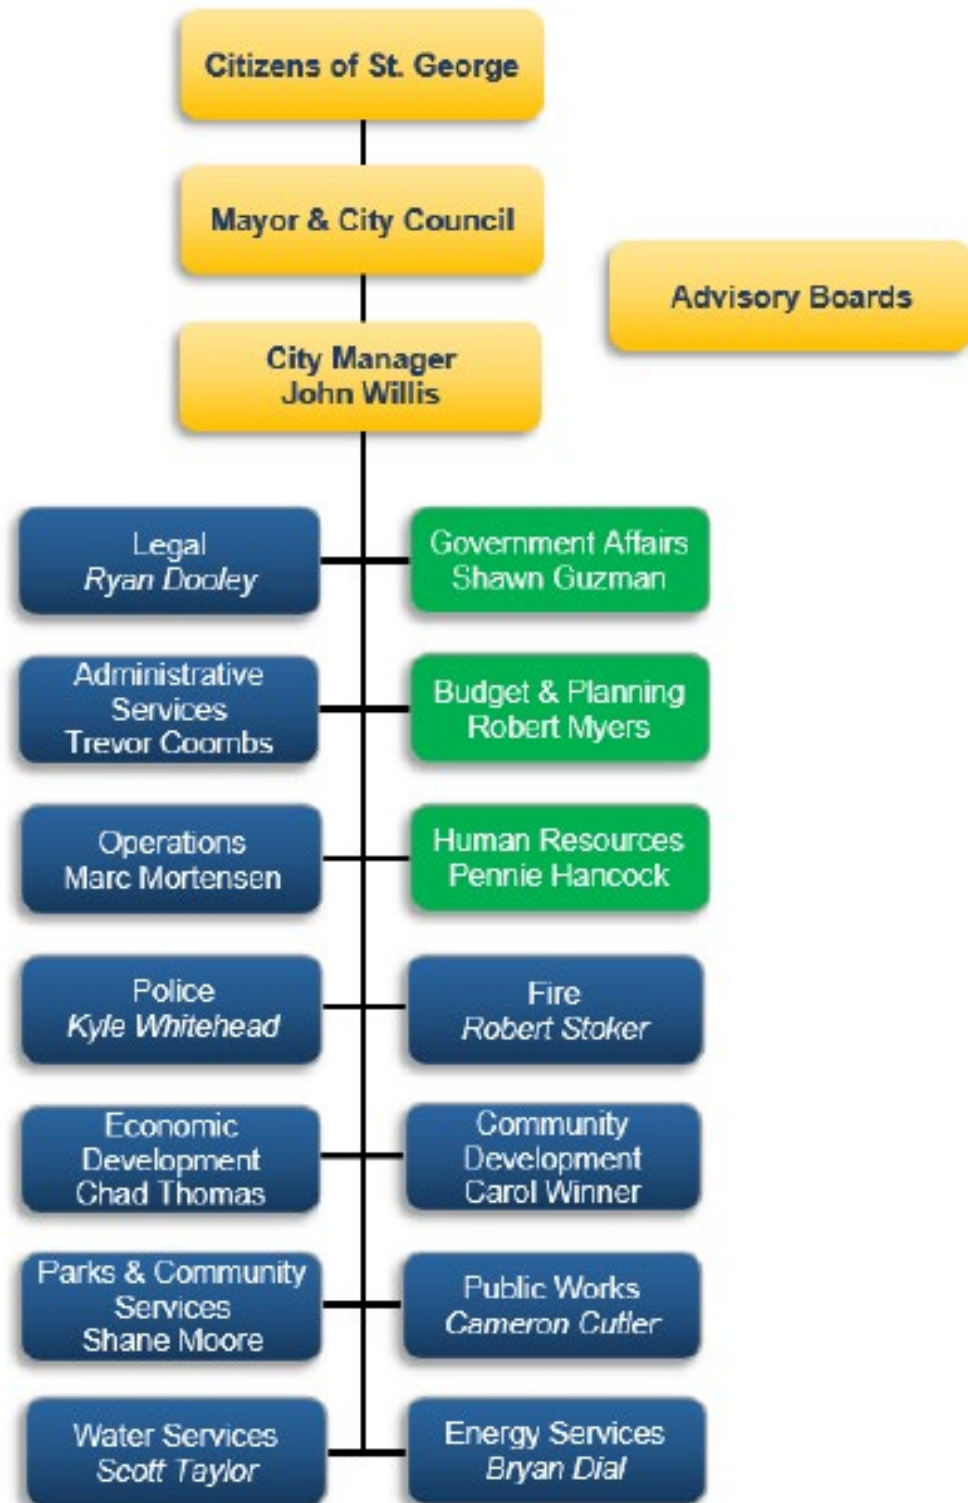 Citizens of St. George
Mayor & City Council
Advisory Boards
City Manager
John Willis
Legal
Ryan Dooley
Government Affairs
Shawn Guzman
Administrative
Services
Trevor Coombs
Budget & Planning
Robert Myers
Operations
Marc Mortensen
Human Resources
Pennie Hancock
Police
Kyle Whitehead
Fire
Robert Stoker
Economic
Development
Chad Thomas
Community
Development
Carol Winner
Parks & Community
Services
Shane Moore
Public Works
Cameron Cutler
Water Services
Scott Taylor
Energy Services
Bryan Dial